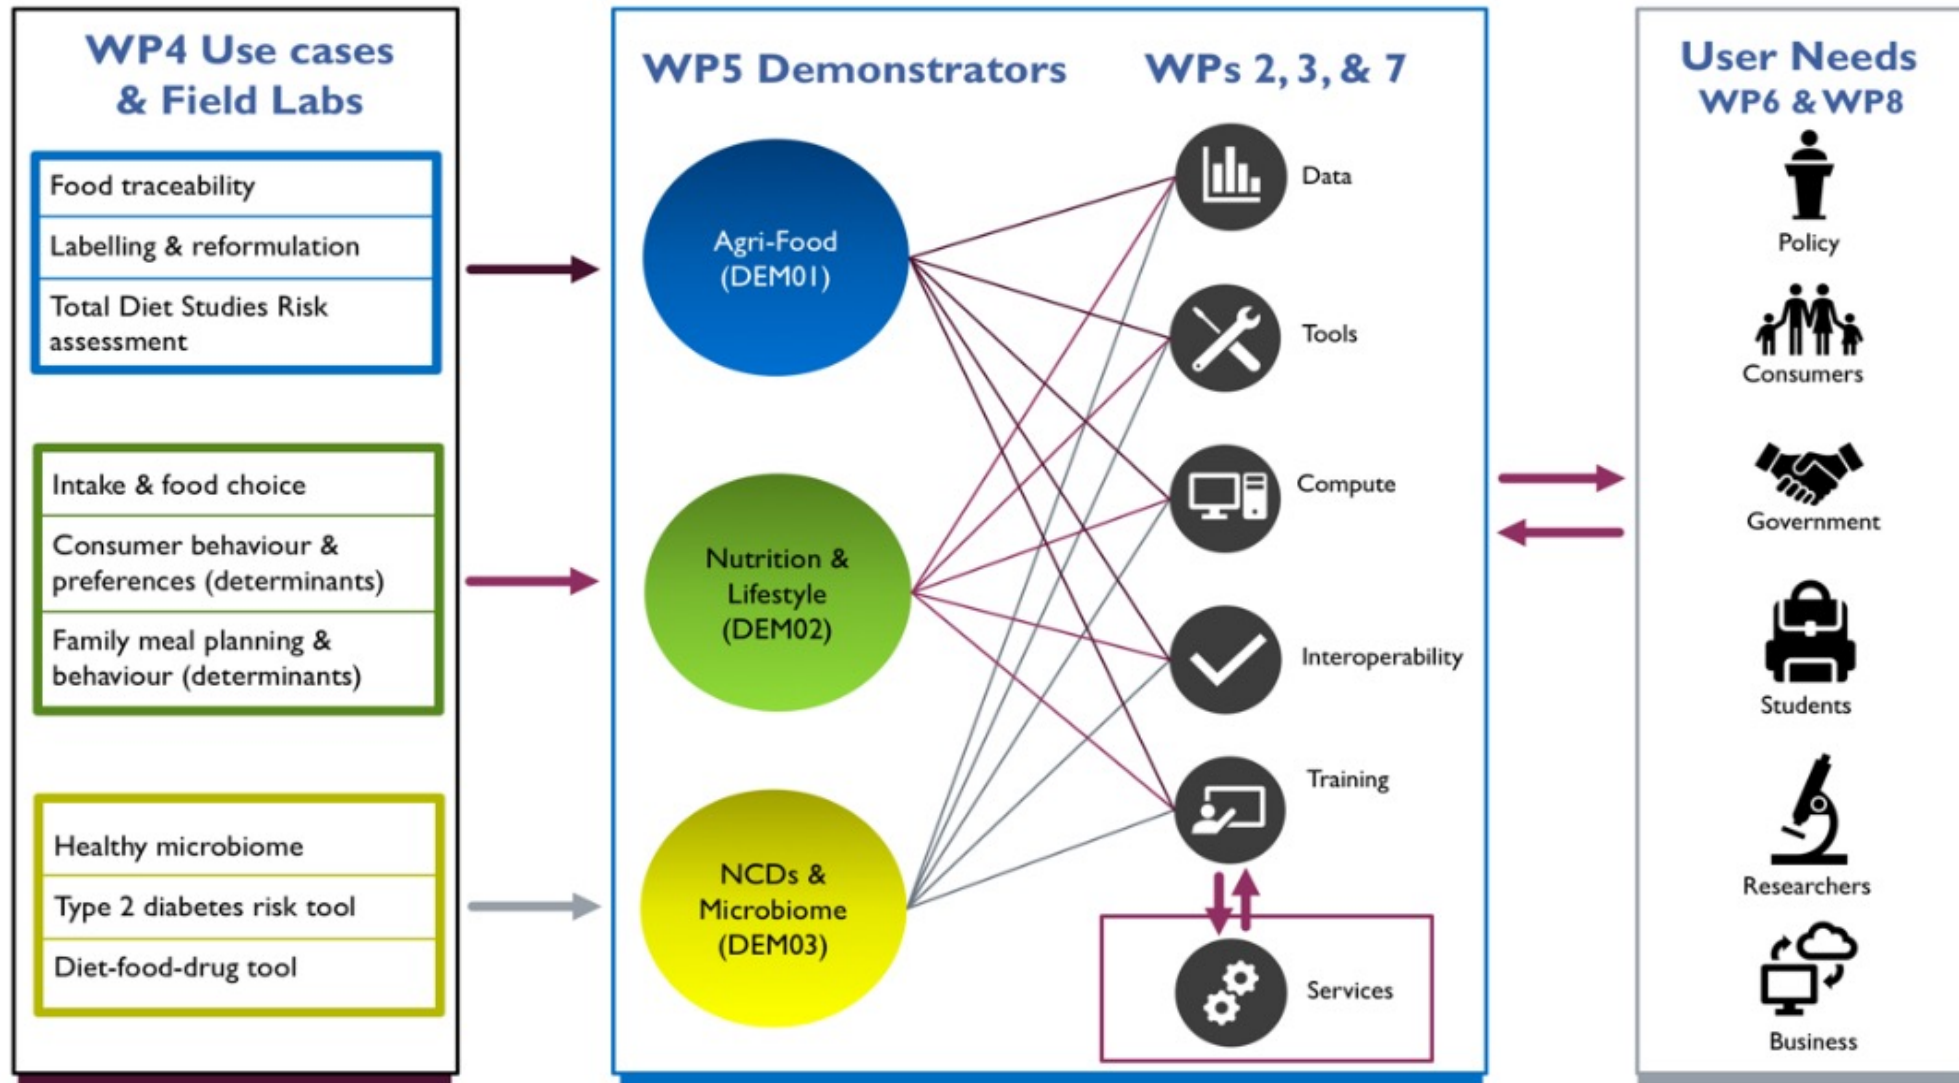 WP4 Use cases
& Field Labs
Food traceability
Labelling & reformulation
Total Diet Studies Risk
assessment
Intake & food choice
Consumer behaviour &
preferences (determinants)
Family meal planning &
behaviour (determinants)
Healthy microbiome
Type 2 diabetes risk tool
Diet-food-drug tool
WP5 Demonstrators
Agri-Food
(DEM01)
Nutrition &
Lifestyle
(DEM02)
NCDs &
Microbiome
(DEM03)
WPs 2, 3, & 7
Data
Tools
Compute
Interoperability
Training
Services
User Needs
WP6 & WP8
Policy
Consumers
Government
Students
Researchers
Business